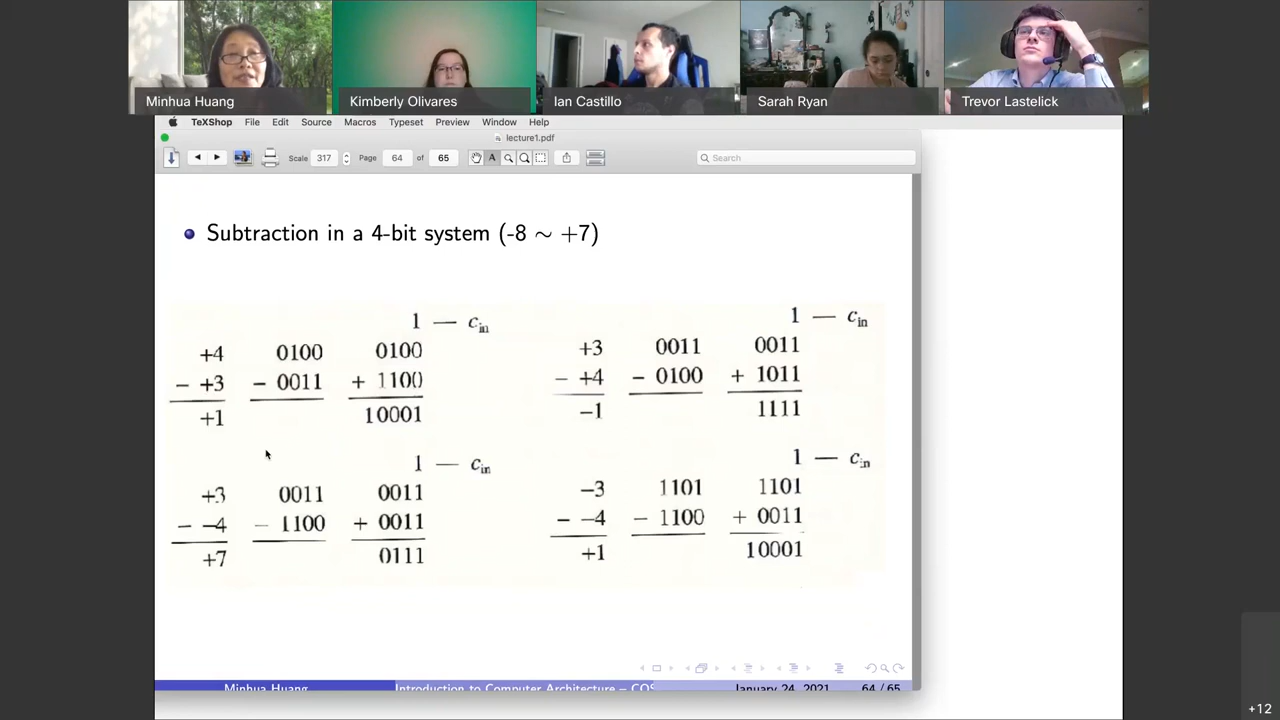 Minhua Huang
Kimberly Olivares
Ian Castillo
Sarah Ryan
Trevor Lastelick
TeXShop File Edit Source Macros Typeset Preview Window Help
lecture1.pdf
Scale 317 Page 64 of 65 A Search
Subtraction in a 4-bit system (-8 ∼ +7)
1 — cin
+4 0100 0100
− +3 − 0011 + 1100
+1 10001
1 — cin
+3 0011 0011
− +4 − 0100 + 1011
−1 1111
1 — cin
+3 0011 0011
− −4 − 1100 + 0011
+7 0111
1 — cin
−3 1101 1101
− −4 − 1100 + 0011
+1 10001
Minhua Huang Introduction to Computer Architecture – COS January 24, 2021 64 / 65
+12